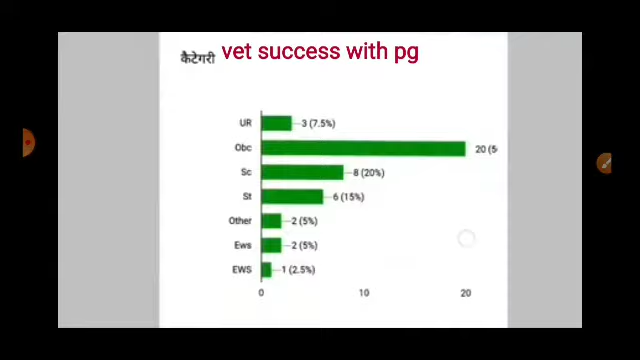 कैटेगरी vet success with pg
UR 3 (7.5%)
Obc 20 (5
Sc 8 (20%)
St 6 (15%)
Other 2 (5%)
Ews 2 (5%)
EWS 1 (2.5%)
0 10 20